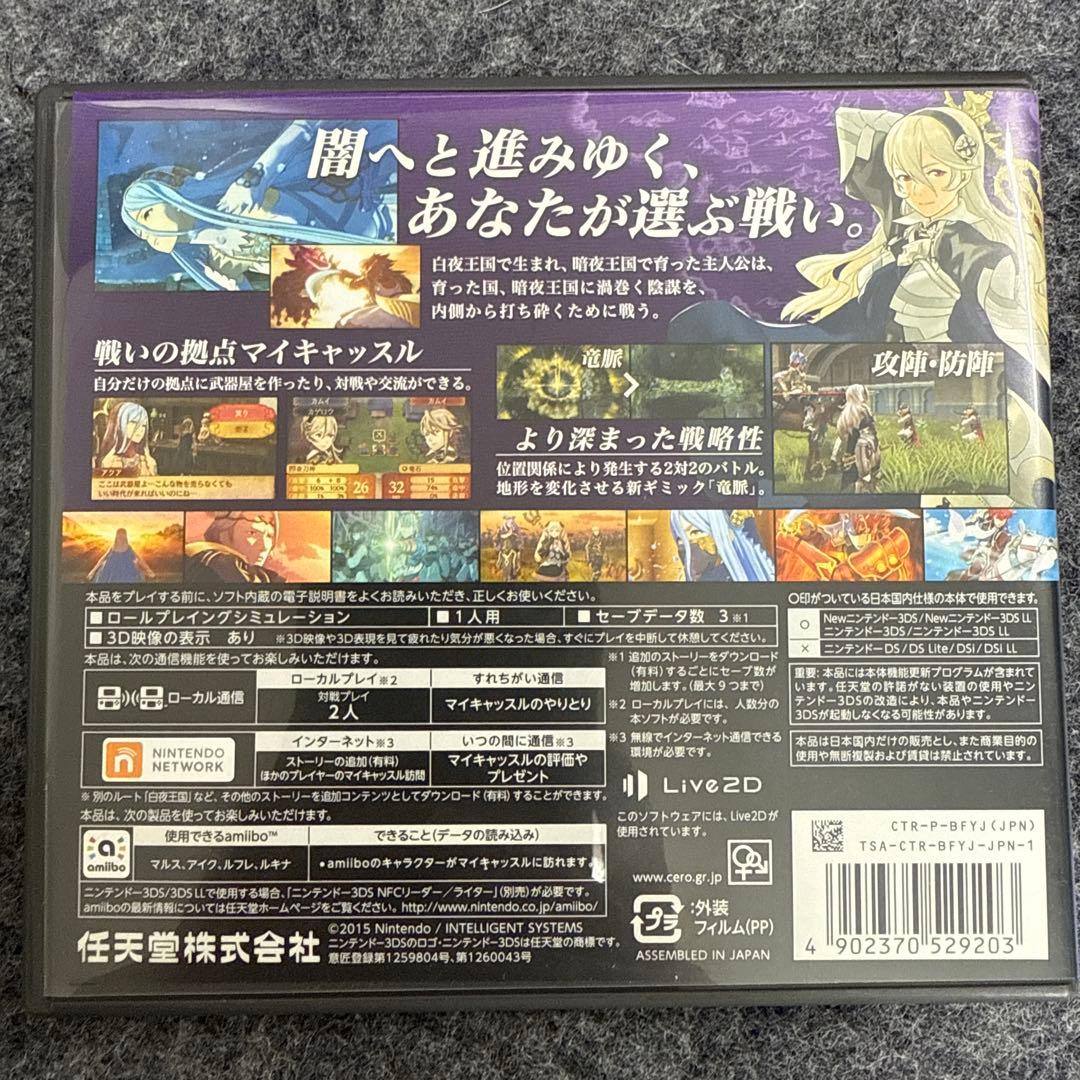 闇へと進みゆく、
あなたが選ぶ戦い。
白夜王国で生まれ、暗夜王国で育った主人公は、
育った国、暗夜王国に渦巻く陰謀を、
内側から打ち砕くために戦う。
戦いの拠点マイキャッスル
自分だけの拠点に武器屋を作ったり、対戦や交流ができる。
買う
アクア
ここは武器屋よ…こんな物を売らなくても
いい時代が来ればいいのにね…
カムイ
カゲロウ
カムイ
26
32
竜脈
攻陣・防陣
より深まった戦略性
位置関係により発生する2対2のバトル。
地形を変化させる新ギミック「竜脈」。
本品をプレイする前に、ソフト内蔵の電子説明書をよくお読みいただき、正しくお使いください。
■ロールプレイングシミュレーション
■1人用
■セーブデータ数 3※1
■3D映像の表示 あり ※3D映像や3D表現を見て疲れたり気分が悪くなった場合、すぐにプレイを中断して休憩してください。
本品は、次の通信機能を使ってお楽しみいただけます。
ローカル通信
ローカルプレイ※2
対戦プレイ
2人
すれちがい通信
マイキャッスルのやりとり
NINTENDO
NETWORK
インターネット※3
ストーリーの追加(有料)
ほかのプレイヤーのマイキャッスル訪問
いつの間に通信※3
マイキャッスルの評価や
プレゼント
※ 別のルート「白夜王国」など、その他のストーリーを追加コンテンツとしてダウンロード(有料)することができます。
本品は、次の製品を使ってお楽しみいただけます。
amiibo
使用できるamiibo™
マルス、アイク、ルフレ、ルキナ
できること(データの読み込み)
•amiiboのキャラクターがマイキャッスルに訪れます。
ニンテンドー3DS/3DS LLで使用する場合、「ニンテンドー3DS NFCリーダー/ライター」(別売)が必要です。
amiiboの最新情報については任天堂ホームページをご覧ください。http://www.nintendo.co.jp/amiibo/
任天堂株式会社
©2015 Nintendo / INTELLIGENT SYSTEMS
ニンテンドー3DSのロゴ・ニンテンドー3DSは任天堂の商標です。
意匠登録第1259804号、第1260043号
※1 追加のストーリーをダウンロード
(有料)するごとにセーブ数が
増加します。(最大9つまで)
※2 ローカルプレイには、人数分の
本ソフトが必要です。
※3 無線でインターネット通信できる
環境が必要です。
Live2D
このソフトウェアには、Live2Dが
使用されています。
www.cero.gr.jp
プラ
:外装
フィルム(PP)
ASSEMBLED IN JAPAN
〇印がついている日本国内仕様の本体で使用できます。
○ Newニンテンドー3DS/Newニンテンドー3DS LL
ニンテンドー3DS/ニンテンドー3DS LL
× ニンテンドーDS/DS Lite/DSi/DSi LL
重要:本品には本体機能更新プログラムが含まれて
います。任天堂の許諾がない装置の使用やニン
テンドー3DSの改造により、本品やニンテンドー
3DSが起動しなくなる可能性があります。
本品は日本国内だけの販売とし、また商業目的の
使用や無断複製および賃貸は禁止されています。
CTR-P-BFYJ(JPN)
TSA-CTR-BFYJ-JPN-1
4 902370 529203